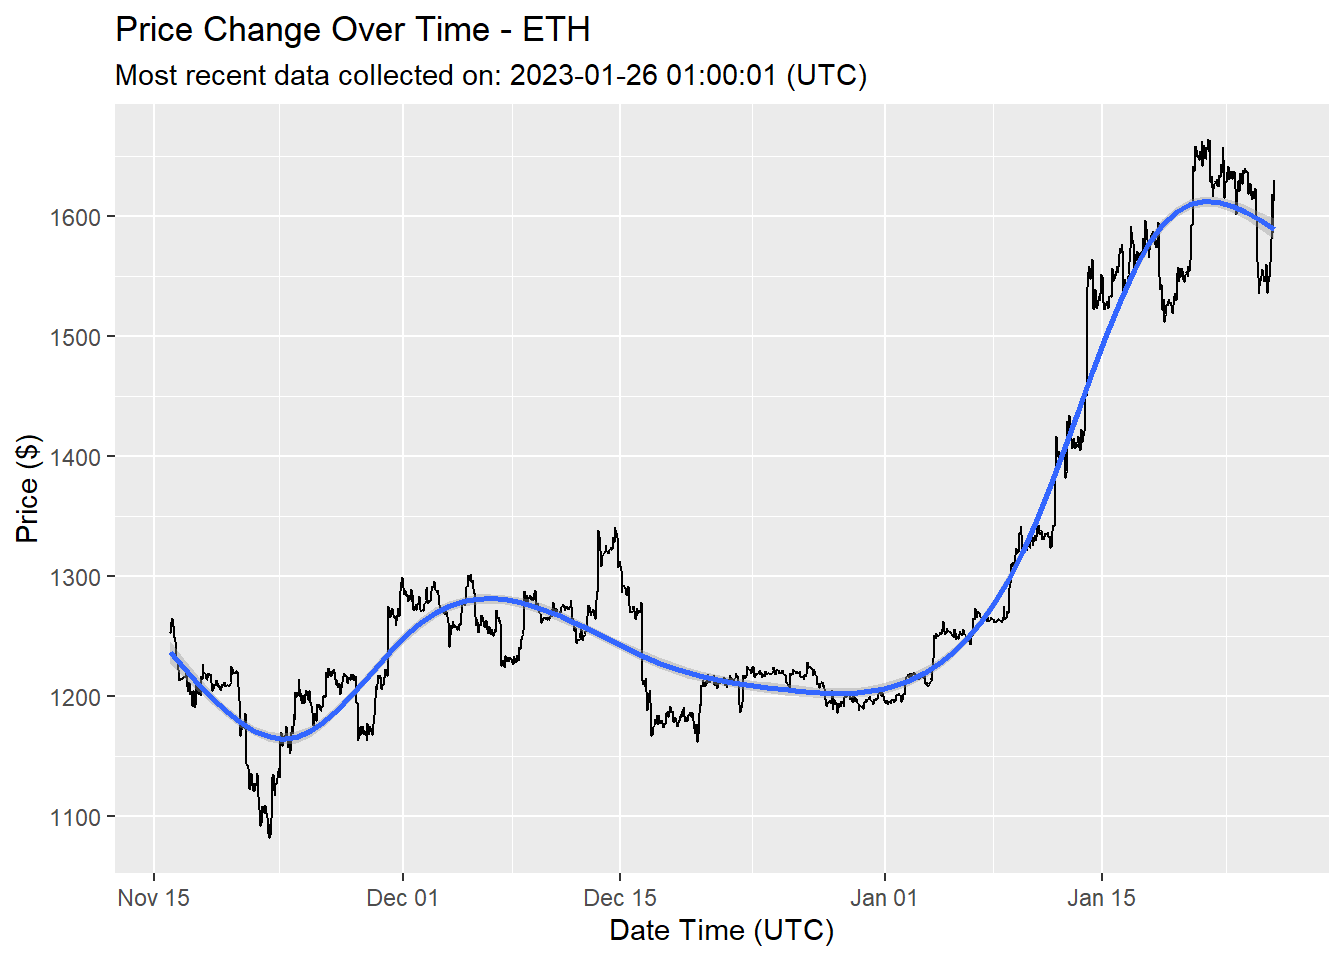 Price Change Over Time - ETH
Most recent data collected on: 2023-01-26 01:00:01 (UTC)
Price ($)
1600
1500
1400
1300
1200
1100
Nov 15 Dec 01 Dec 15 Jan 01 Jan 15
Date Time (UTC)